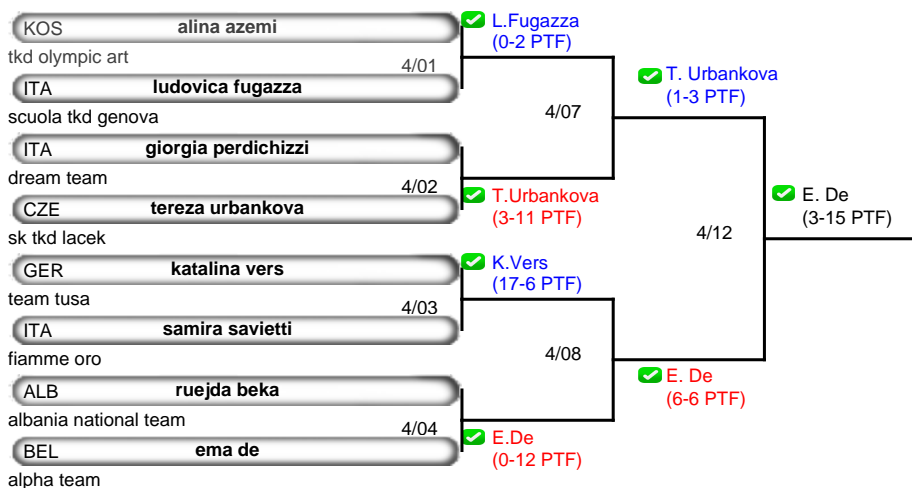 KOS alina azemi
tkd olympic art
4/01
ITA ludovica fugazza
scuola tkd genova
ITA giorgia perdichizzi
dream team
4/02
CZE tereza urbankova
sk tkd lacek
GER katalina vers
team tusa
4/03
ITA samira savietti
fiamme oro
ALB ruejda beka
albania national team
4/04
BEL ema de
alpha team
L.Fugazza
(0-2 PTF)
4/07
T.Urbankova
(3-11 PTF)
K.Vers
(17-6 PTF)
4/08
E.De
(0-12 PTF)
T. Urbankova
(1-3 PTF)
4/12
E. De
(6-6 PTF)
E. De
(3-15 PTF)